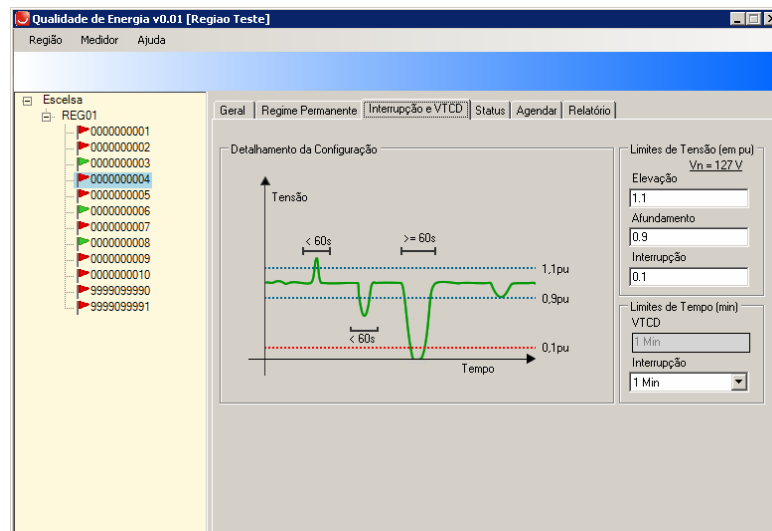 Qualidade de Energia v0.01 [Regiao Teste]
Região Medidor Ajuda
Escelsa
REG01
0000000001
0000000002
0000000003
0000000004
0000000005
0000000006
0000000007
0000000008
0000000009
0000000010
9999099990
9999099991
Geral Regime Permanente Interrupção e VTCD Status Agendar Relatório
Detalhamento da Configuração
Tensão
< 60s
>= 60s
1,1pu
0,9pu
< 60s
0,1pu
Tempo
Limites de Tensão (em pu)
Vn = 127 V
Elevação
1.1
Afundamento
0.9
Interrupção
0.1
Limites de Tempo (min)
VTCD
1 Min
Interrupção
1 Min